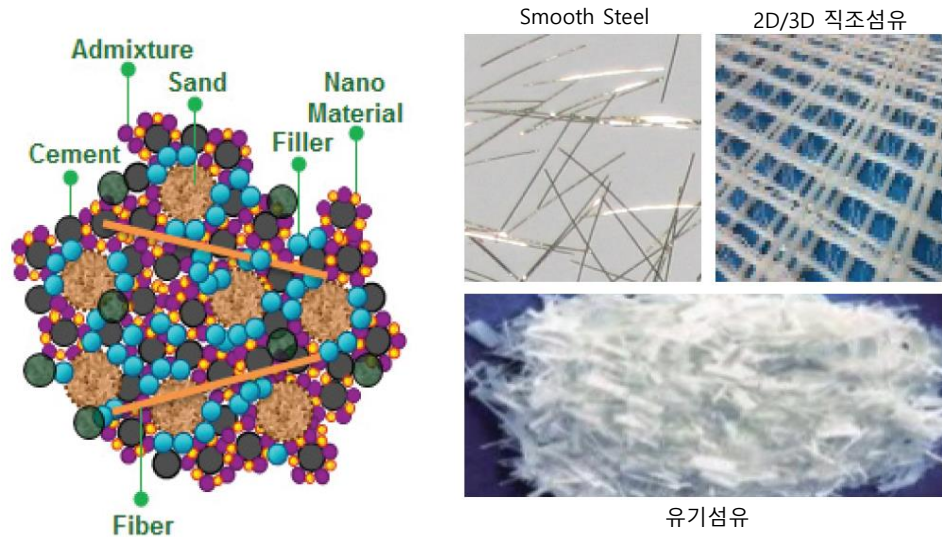 Admixture
Sand
Nano
Material
Filler
Cement
Fiber
Smooth Steel
2D/3D 직조섬유
유기섬유